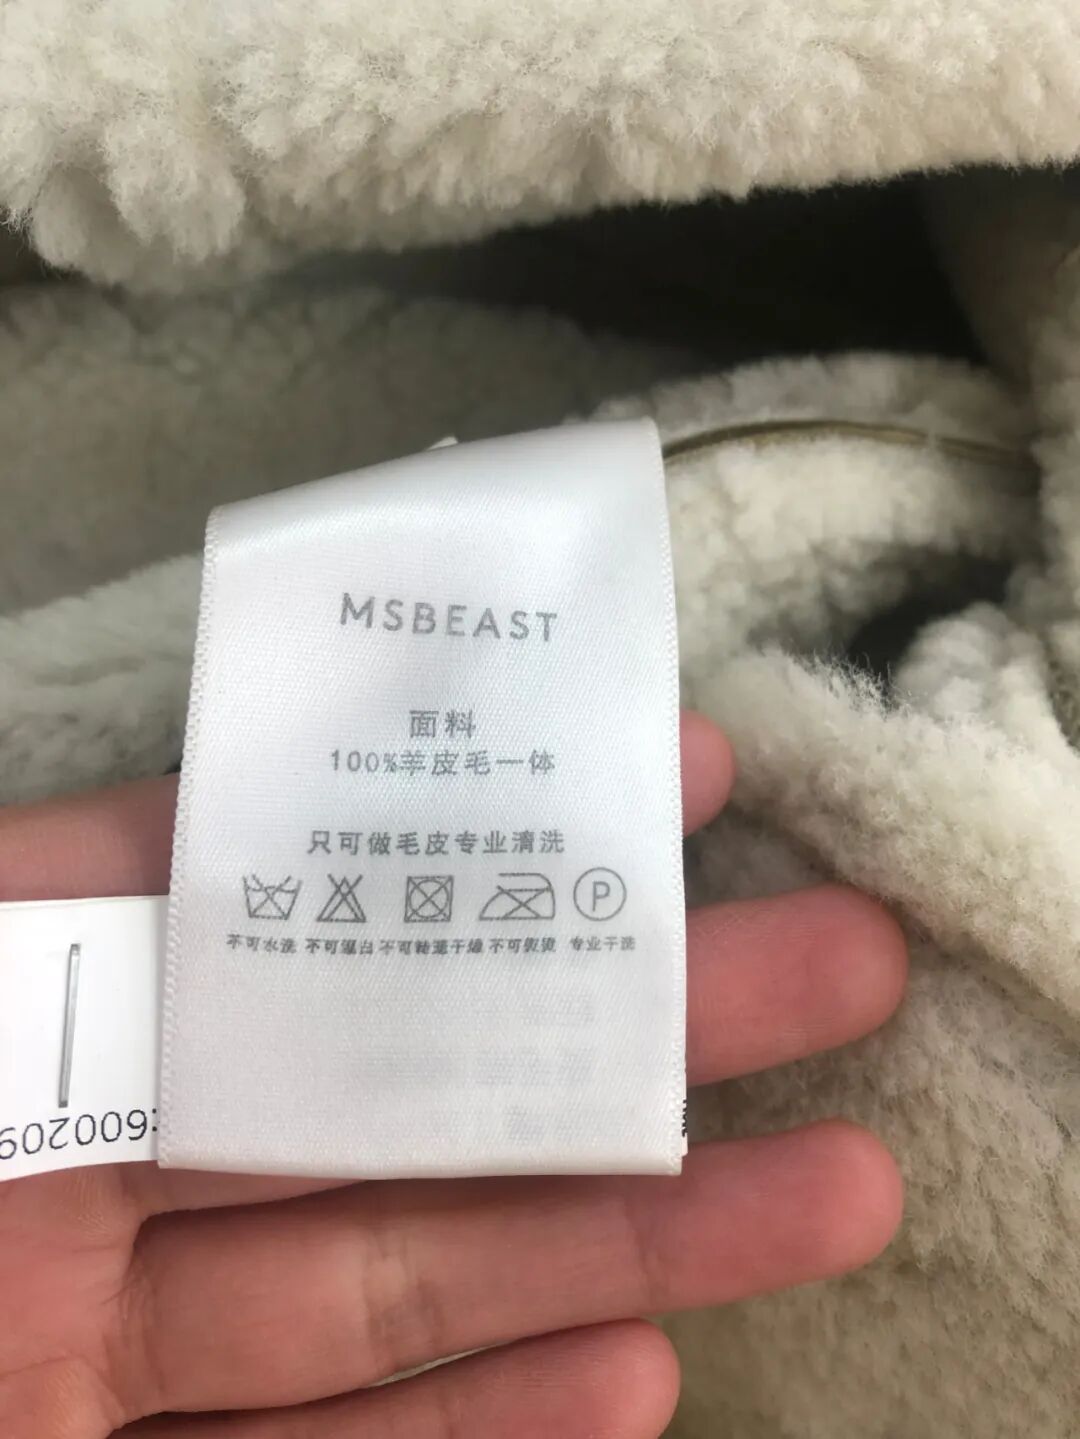 MSBEAST
面料
100%羊皮毛一体
只可做毛皮专业清洗
P
不可水洗 不可漂白 不可转笼干燥 不可熨烫 专业干洗
:600209